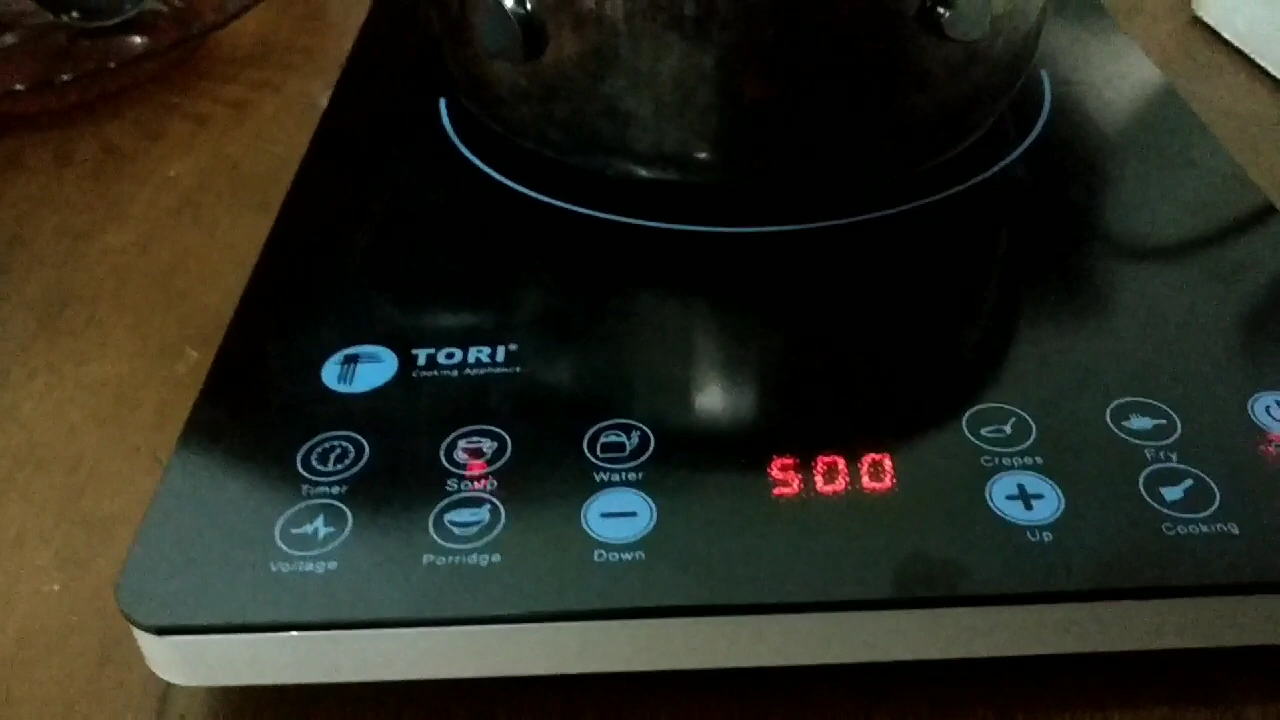 TORI®
Cooking Appliance
Timer
Soup
Water
500
Crepes
Fry
Voltage
Porridge
Down
Up
Cooking